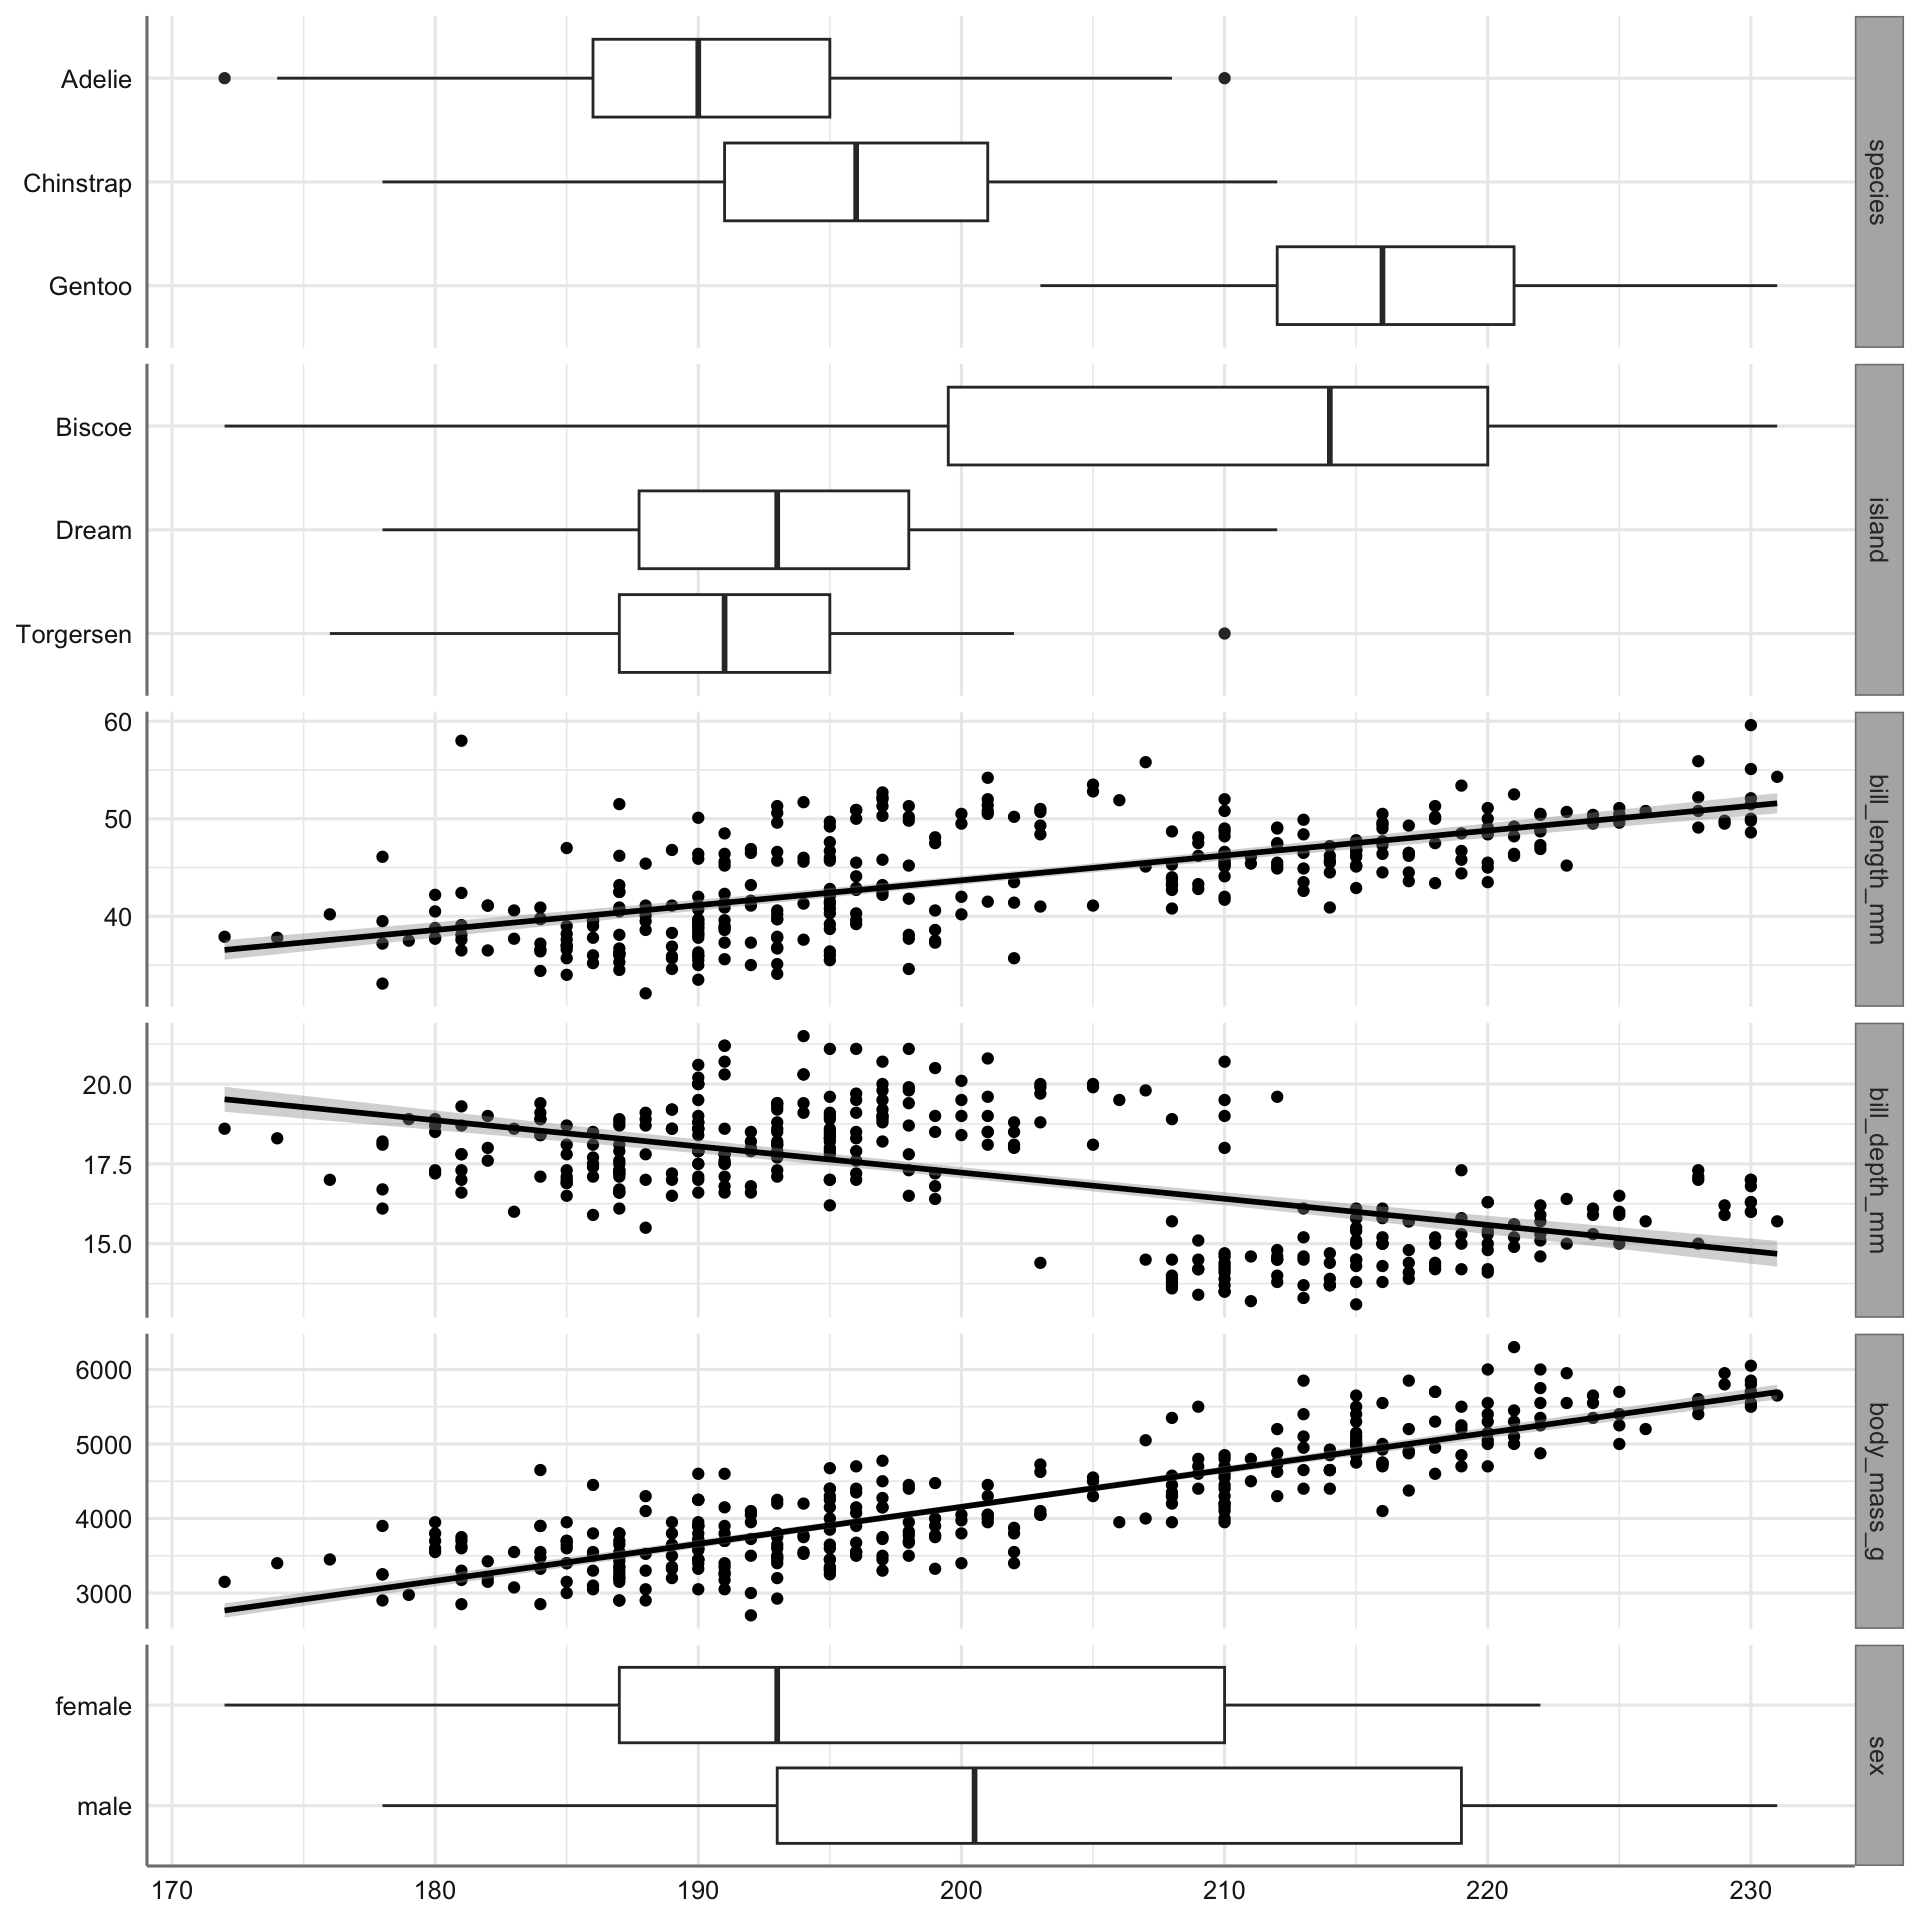 Adelie
Chinstrap
Gentoo
species
Biscoe
Dream
Torgersen
island
60
50
40
bill_length_mm
20.0
17.5
15.0
bill_depth_mm
6000
5000
4000
3000
body_mass_g
female
male
sex
170 180 190 200 210 220 230